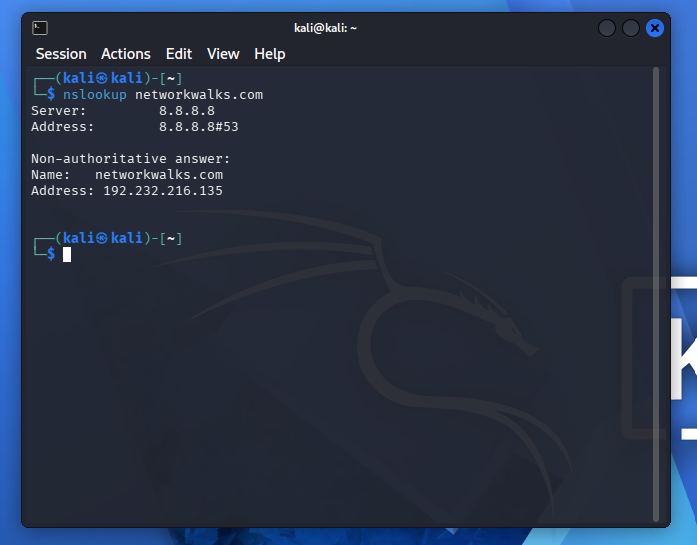 kali@kali: ~
Session Actions Edit View Help
┌──(kali㉿kali)-[~]
└─$ nslookup networkwalks.com
Server:         8.8.8.8
Address:        8.8.8.8#53
Non-authoritative answer:
Name:   networkwalks.com
Address: 192.232.216.135
┌──(kali㉿kali)-[~]
└─$